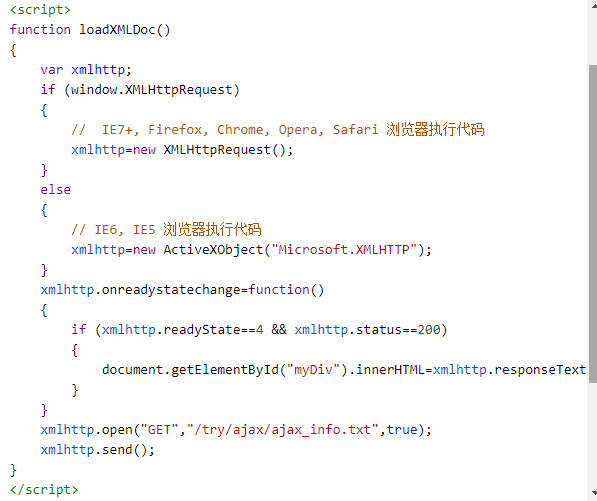 <script>
function loadXMLDoc()
{
    var xmlhttp;
    if (window.XMLHttpRequest)
    {
        //  IE7+, Firefox, Chrome, Opera, Safari 浏览器执行代码
        xmlhttp=new XMLHttpRequest();
    }
    else
    {
        // IE6, IE5 浏览器执行代码
        xmlhttp=new ActiveXObject("Microsoft.XMLHTTP");
    }
    xmlhttp.onreadystatechange=function()
    {
        if (xmlhttp.readyState==4 && xmlhttp.status==200)
        {
            document.getElementById("myDiv").innerHTML=xmlhttp.responseText
        }
    }
    xmlhttp.open("GET","/try/ajax/ajax_info.txt",true);
    xmlhttp.send();
}
</script>